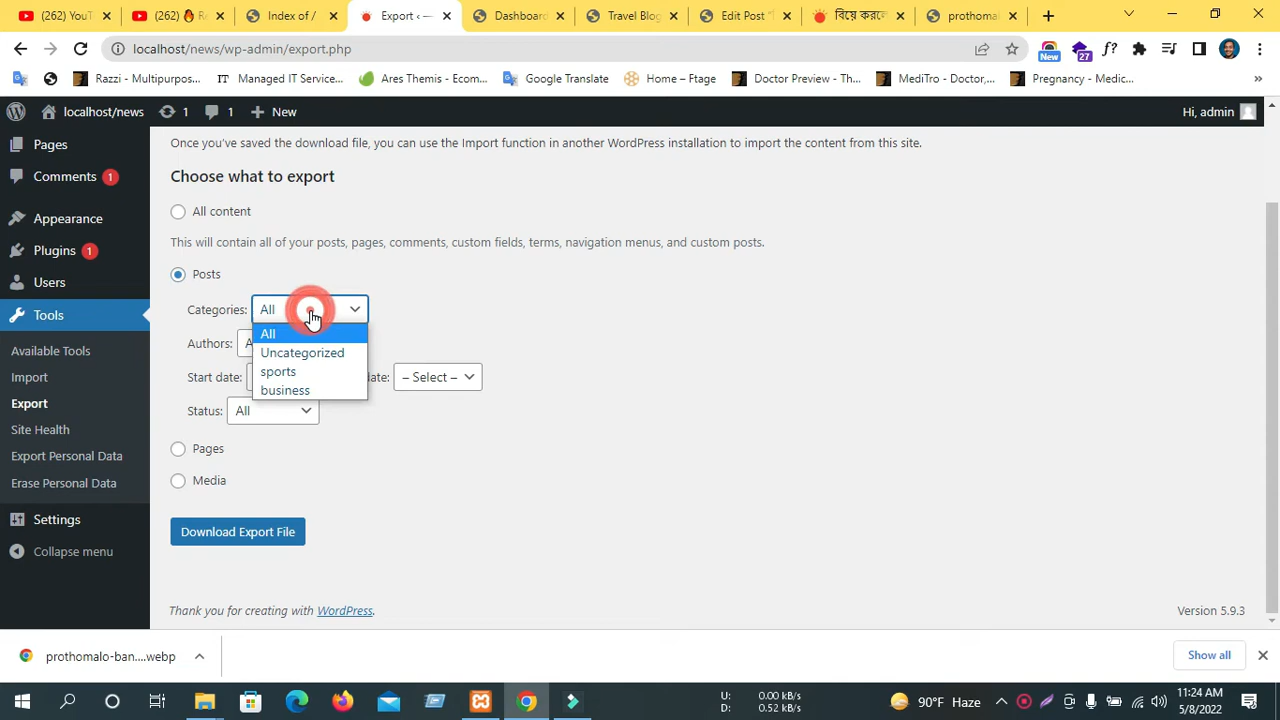 (262) YouT
(262) 🔥 R
Index of /
Export ‹ —
Dashboard
Travel Blog
Edit Post "
বিয়ে করলে
prothomalo
localhost/news/wp-admin/export.php
New
27
f?
Razzi - Multipurpos...
IT Managed IT Service...
Ares Themis - Ecom...
Google Translate
Home – Ftage
Doctor Preview - Th...
MediTro - Doctor,...
Pregnancy - Medic...
»
localhost/news
1
1
+ New
Hi, admin
Pages
Comments 1
Appearance
Plugins 1
Users
Tools
Available Tools
Import
Export
Site Health
Export Personal Data
Erase Personal Data
Settings
Collapse menu
Once you've saved the download file, you can use the Import function in another WordPress installation to import the content from this site.
Choose what to export
All content
This will contain all of your posts, pages, comments, custom fields, terms, navigation menus, and custom posts.
Posts
Categories: All
All
Uncategorized
sports
business
Authors: A
Start date: date: – Select –
Status: All
Pages
Media
Download Export File
Thank you for creating with WordPress.
Version 5.9.3
prothomalo-ban....webp
Show all
U: 0.00 kB/s
D: 0.52 kB/s
90°F Haze
11:24 AM
5/8/2022